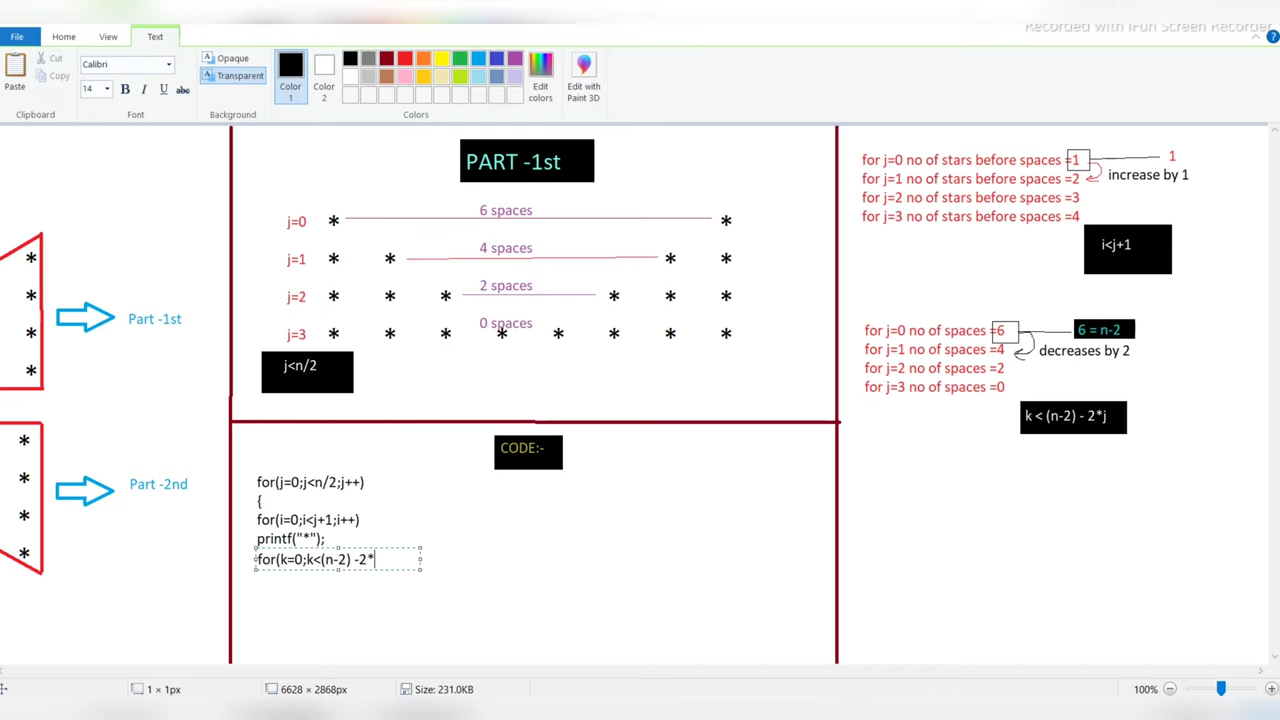 Recorded with iFun Screen Recorder
File Home View Text
Paste
Cut
Copy
Clipboard
Calibri
14 B I U abc
Font
Opaque
Transparent
Background
Color 1
Color 2
Edit colors
Edit with Paint 3D
Colors
*
*
*
*
Part -1st
*
*
*
*
Part -2nd
PART -1st
6 spaces
j=0 * *
4 spaces
j=1 * * * *
2 spaces
j=2 * * * * * *
0 spaces
j=3 * * * * * * * *
j<n/2
CODE:-
for(j=0;j<n/2;j++)
{
for(i=0;i<j+1;i++)
printf("*");
for(k=0;k<(n-2) -2*
for j=0 no of stars before spaces =1 1
for j=1 no of stars before spaces =2 increase by 1
for j=2 no of stars before spaces =3
for j=3 no of stars before spaces =4
i<j+1
for j=0 no of spaces =6 6 = n-2
for j=1 no of spaces =4 decreases by 2
for j=2 no of spaces =2
for j=3 no of spaces =0
k < (n-2) - 2*j
1 × 1px 6628 × 2868px Size: 231.0KB 100%